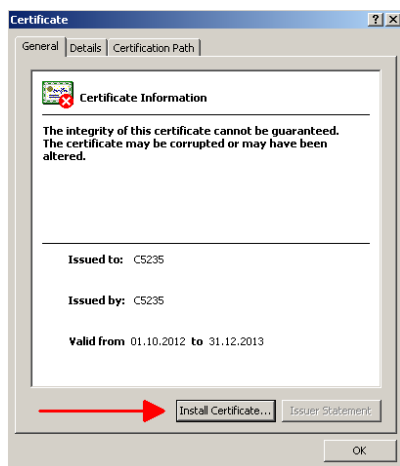 Certificate
General Details Certification Path
Certificate Information
The integrity of this certificate cannot be guaranteed.
The certificate may be corrupted or may have been
altered.
Issued to: C5235
Issued by: C5235
Valid from 01.10.2012 to 31.12.2013
Install Certificate... Issuer Statement
OK